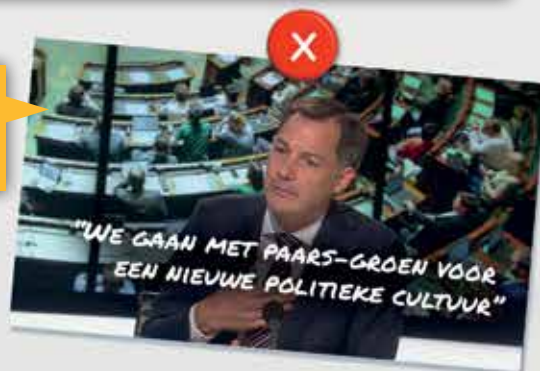 X
"WE GAAN MET PAARS-GROEN VOOR
EEN NIEUWE POLITIEKE CULTUUR"